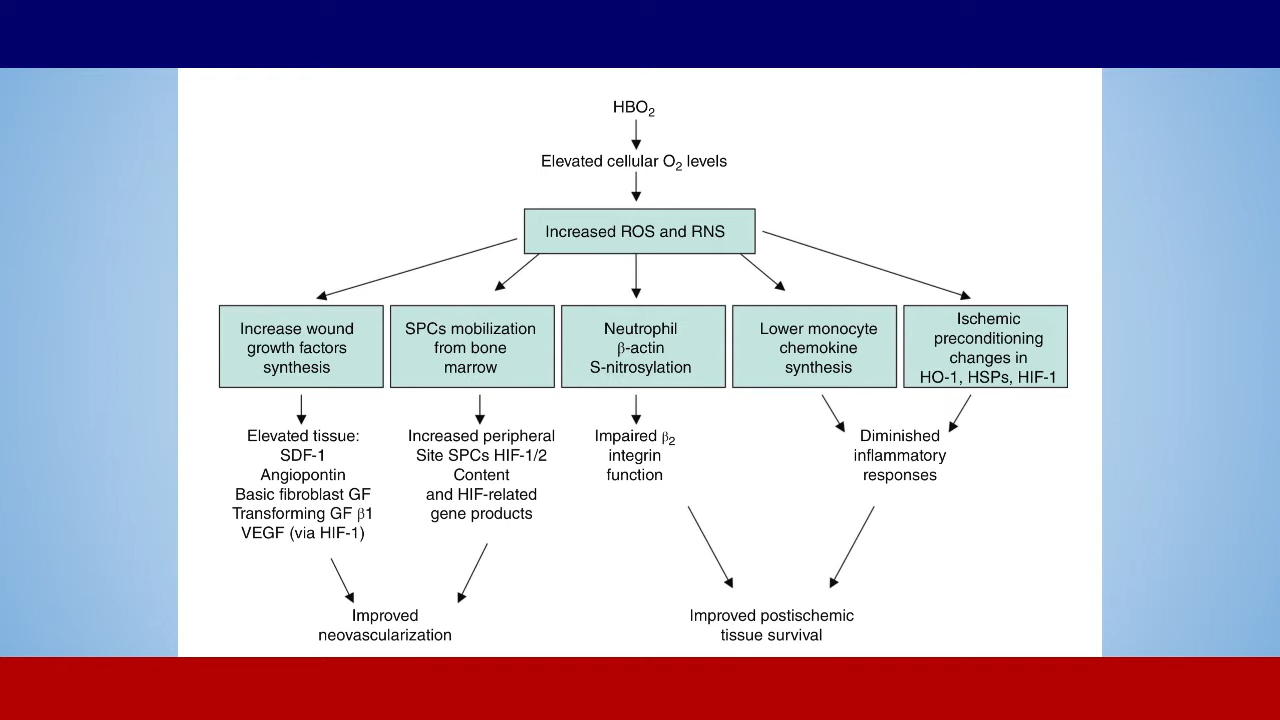 HBO₂
Elevated cellular O₂ levels
Increased ROS and RNS
Increase wound
growth factors
synthesis
SPCs mobilization
from bone
marrow
Neutrophil
β-actin
S-nitrosylation
Lower monocyte
chemokine
synthesis
Ischemic
preconditioning
changes in
HO-1, HSPs, HIF-1
Elevated tissue:
SDF-1
Angiopontin
Basic fibroblast GF
Transforming GF β1
VEGF (via HIF-1)
Increased peripheral
Site SPCs HIF-1/2
Content
and HIF-related
gene products
Impaired β₂
integrin
function
Diminished
inflammatory
responses
Improved
neovascularization
Improved postischemic
tissue survival